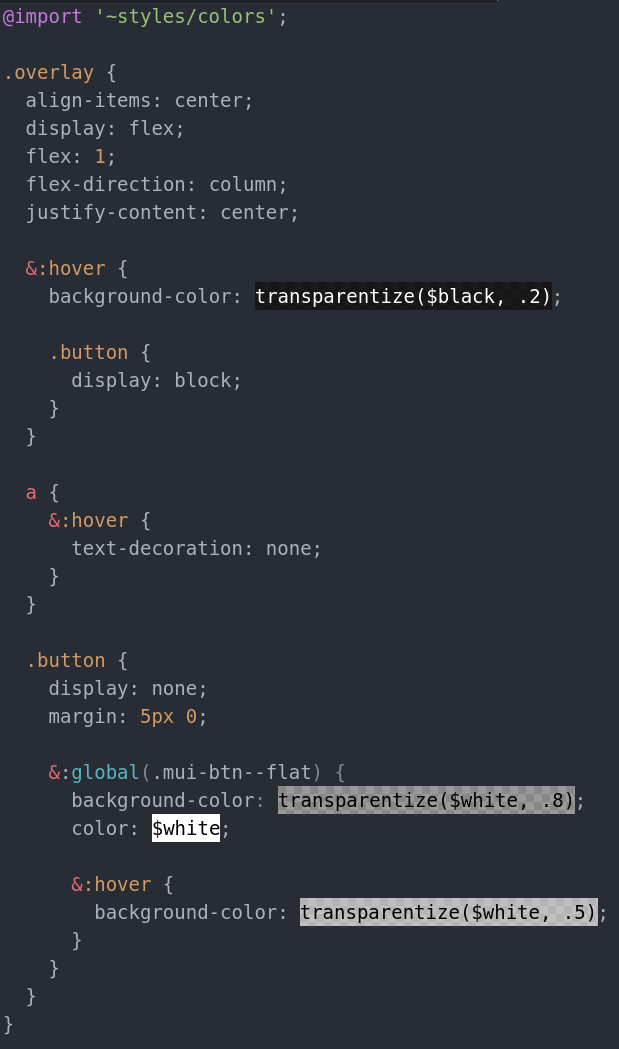 @import '~styles/colors';
.overlay {
align-items: center;
display: flex;
flex: 1;
flex-direction: column;
justify-content: center;
&:hover {
background-color: transparentize($black, .2);
.button {
display: block;
}
}
a {
&:hover {
text-decoration: none;
}
}
.button {
display: none;
margin: 5px 0;
&:global(.mui-btn--flat) {
background-color: transparentize($white, .8);
color: $white;
&:hover {
background-color: transparentize($white, .5);
}
}
}
}